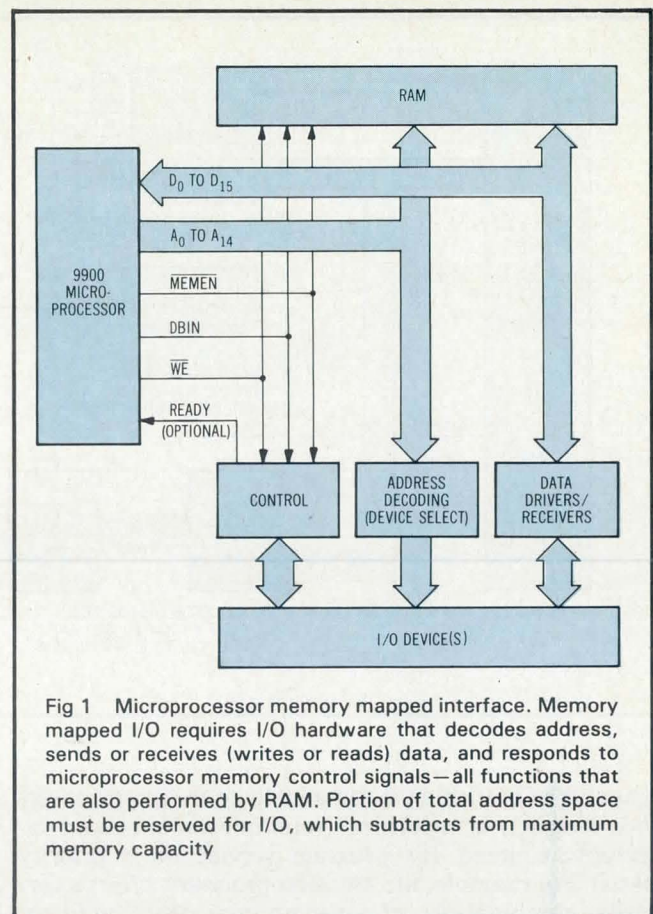 RAM
D₀ TO D₁₅
A₀ TO A₁₄
9900
MICRO-
PROCESSOR
M̅E̅M̅E̅N̅
DBIN
W̅E̅
READY
(OPTIONAL)
CONTROL
ADDRESS
DECODING
(DEVICE SELECT)
DATA
DRIVERS/
RECEIVERS
I/O DEVICE(S)
Fig 1 Microprocessor memory mapped interface. Memory
mapped I/O requires I/O hardware that decodes address,
sends or receives (writes or reads) data, and responds to
microprocessor memory control signals—all functions that
are also performed by RAM. Portion of total address space
must be reserved for I/O, which subtracts from maximum
memory capacity